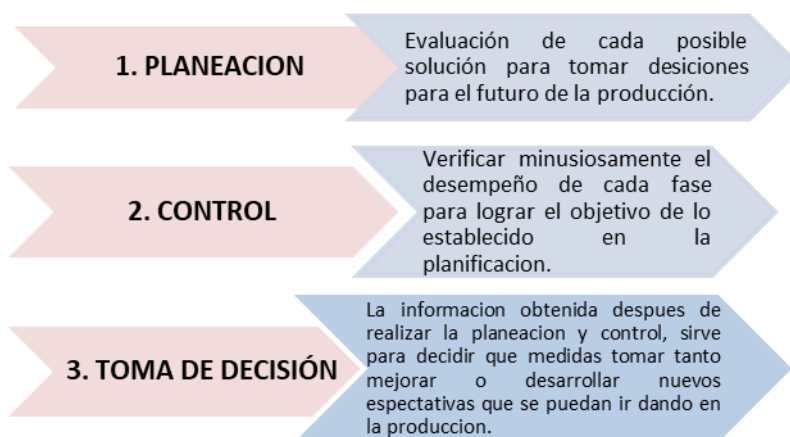 1. PLANEACION
Evaluación de cada posible
solución para tomar desiciones
para el futuro de la producción.
2. CONTROL
Verificar minusiosamente el
desempeño de cada fase
para lograr el objetivo de lo
establecido en la
planificacion.
3. TOMA DE DECISIÓN
La informacion obtenida despues de
realizar la planeacion y control, sirve
para decidir que medidas tomar tanto
mejorar o desarrollar nuevos
espectativas que se puedan ir dando en
la produccion.